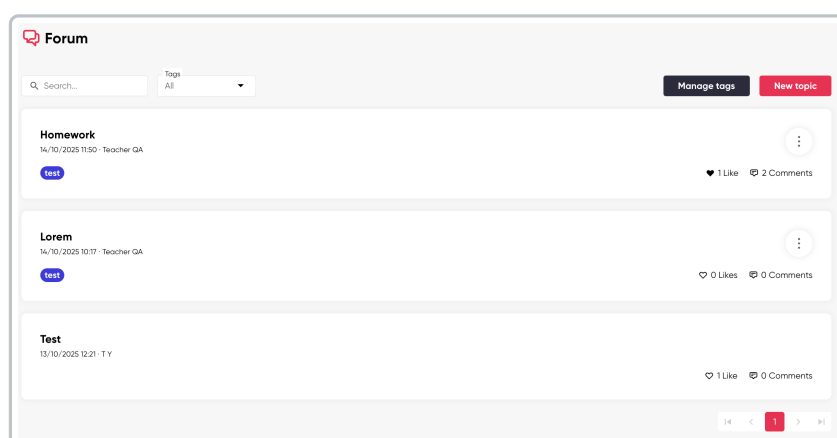 Forum
Search...
Tags
All
Manage tags
New topic
Homework
14/10/2025 11:50 · Teacher QA
test
1 Like
2 Comments
Lorem
14/10/2025 10:17 · Teacher QA
test
0 Likes
0 Comments
Test
13/10/2025 12:21 · T Y
1 Like
0 Comments
1